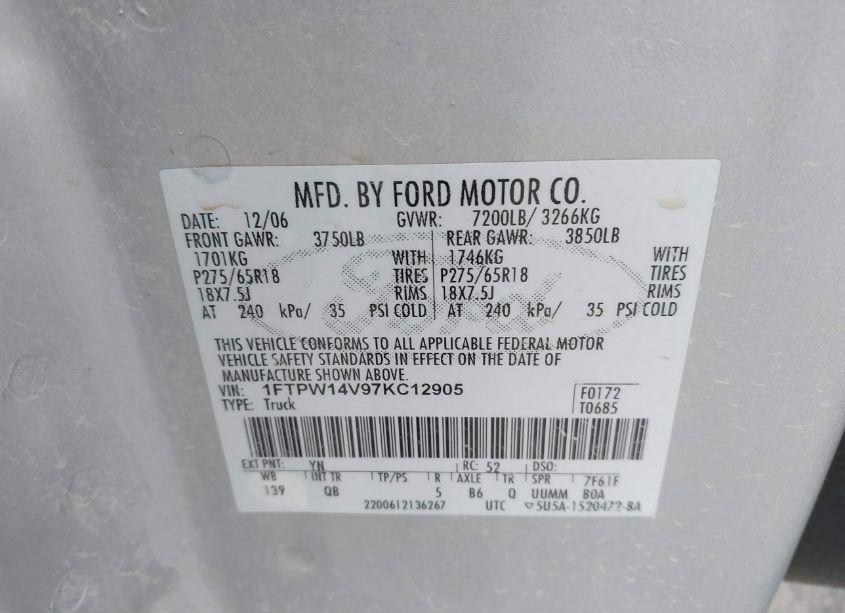 MFD. BY FORD MOTOR CO.
DATE: 12/06 GVWR: 7200LB/ 3266KG
FRONT GAWR: 3750LB REAR GAWR: 3850LB
1701KG WITH 1746KG WITH
P275/65R18 TIRES P275/65R18 TIRES
18X7.5J RIMS 18X7.5J RIMS
AT 240 kPa/ 35 PSI COLD AT 240 kPa/ 35 PSI COLD
THIS VEHICLE CONFORMS TO ALL APPLICABLE FEDERAL MOTOR
VEHICLE SAFETY STANDARDS IN EFFECT ON THE DATE OF
MANUFACTURE SHOWN ABOVE.
VIN: 1FTPW14V97KC12905 F0172
TYPE: Truck T0685
EXT PNT: YN RC: 52 DSO:
WB INT TR TP/PS R AXLE TR SPR 7F61F
139 QB 5 B6 Q UUMM BOA
2200612136267 UTC ▽5U5A-1520472-BA